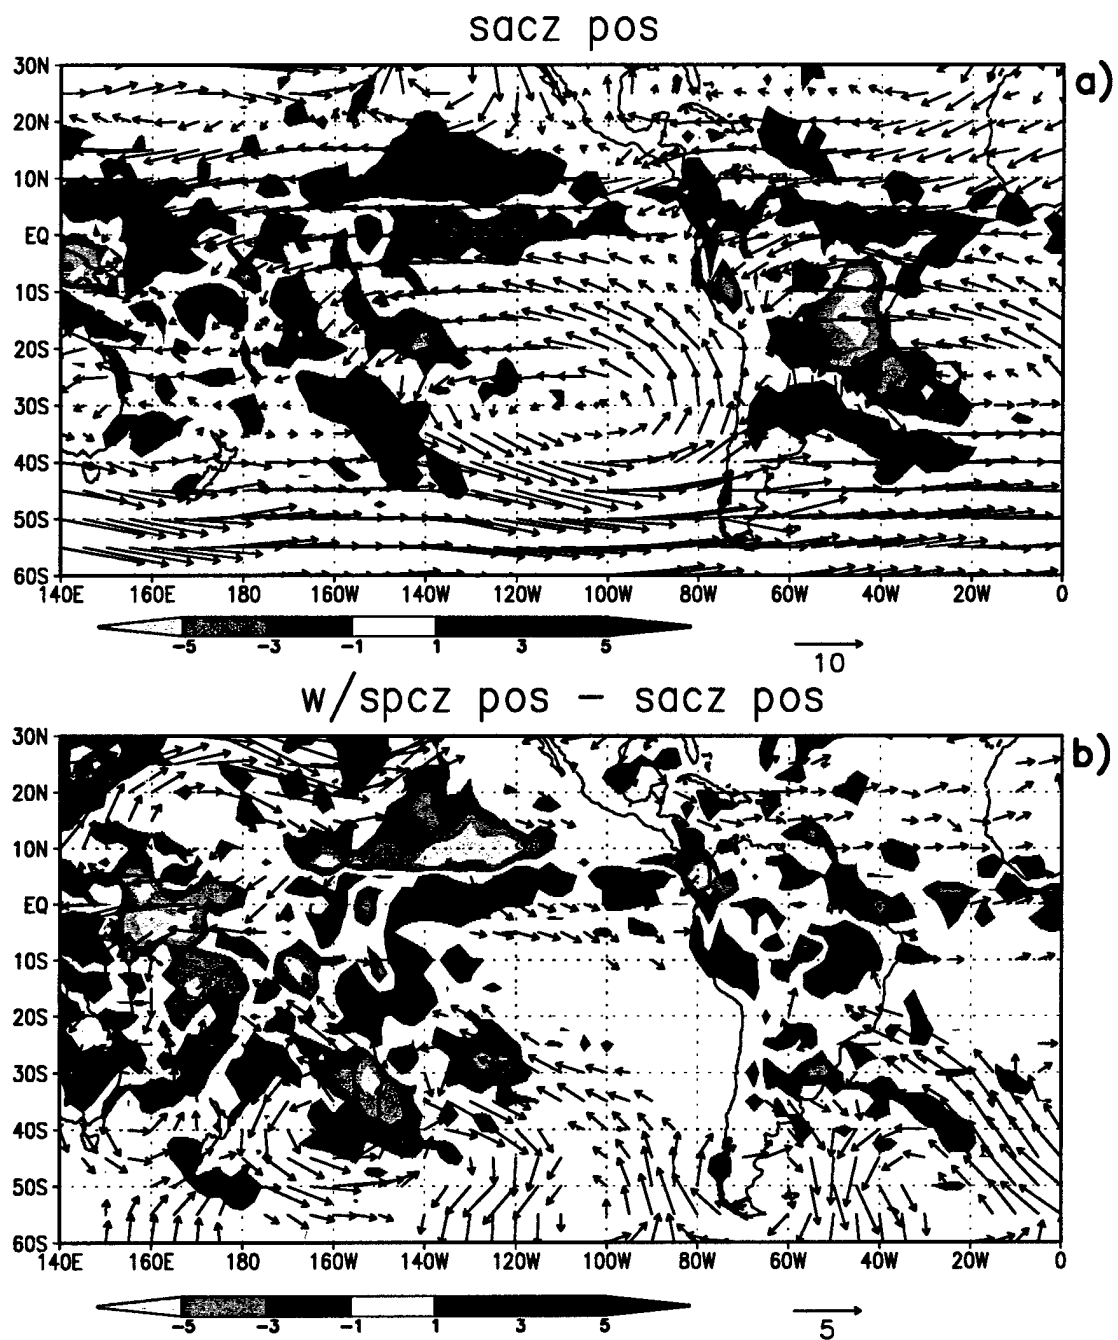 sacz pos
a)
30N
20N
10N
EQ
10S
20S
30S
40S
50S
60S
140E 160E 180 160W 140W 120W 100W 80W 60W 40W 20W 0
-5 -3 -1 1 3 5
10
w/spcz pos - sacz pos
b)
30N
20N
10N
EQ
10S
20S
30S
40S
50S
60S
140E 160E 180 160W 140W 120W 100W 80W 60W 40W 20W 0
-5 -3 -1 1 3 5
5